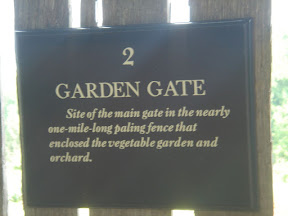 2
GARDEN GATE
Site of the main gate in the nearly
one-mile-long paling fence that
enclosed the vegetable garden and
orchard.